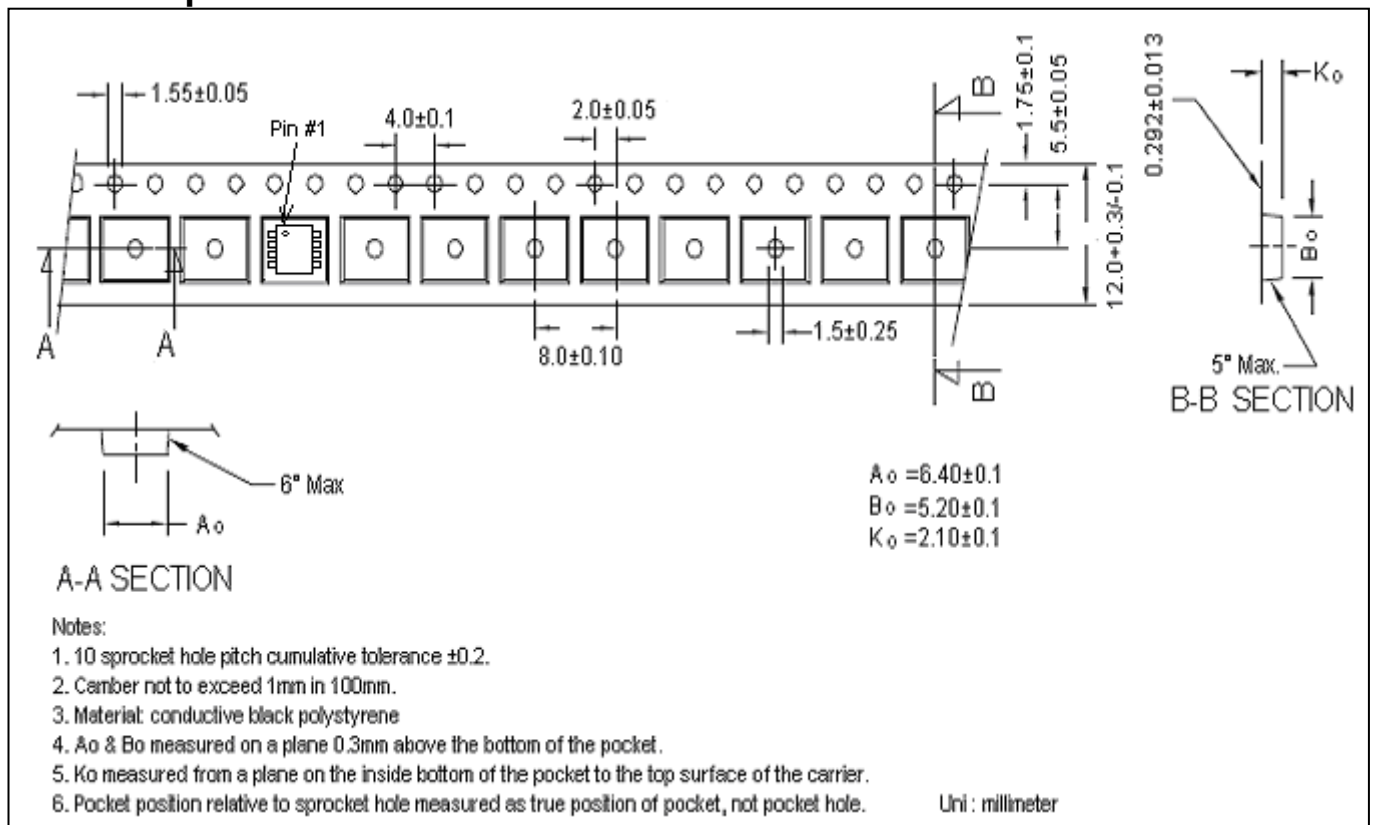 1.55±0.05
Pin #1
4.0±0.1
2.0±0.05
B
1.75±0.1
5.5±0.05
0.292±0.013
Ko
12.0+0.3/-0.1
Bo
A
A
8.0±0.10
1.5±0.25
B
5° Max.
B-B SECTION
6° Max
Ao
A-A SECTION
Ao =6.40±0.1
Bo =5.20±0.1
Ko =2.10±0.1
Notes:
1. 10 sprocket hole pitch cumulative tolerance ±0.2.
2. Camber not to exceed 1mm in 100mm.
3. Material: conductive black polystyrene
4. Ao & Bo measured on a plane 0.3mm above the bottom of the pocket.
5. Ko measured from a plane on the inside bottom of the pocket to the top surface of the carrier.
6. Pocket position relative to sprocket hole measured as true position of pocket, not pocket hole.
Uni : millimeter